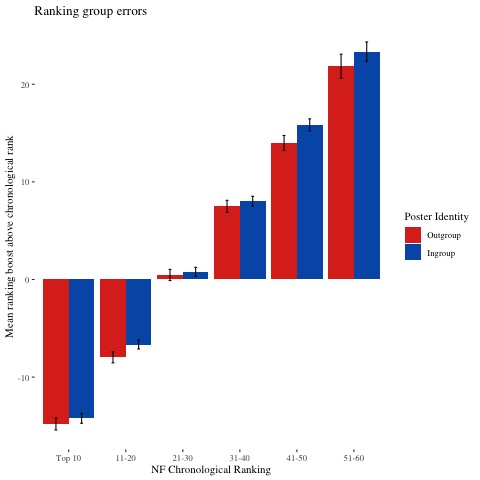 Ranking group errors
Mean ranking boost above chronological rank
20
10
0
-10
Top 10 11-20 21-30 31-40 41-50 51-60
NF Chronological Ranking
Poster Identity
Outgroup
Ingroup